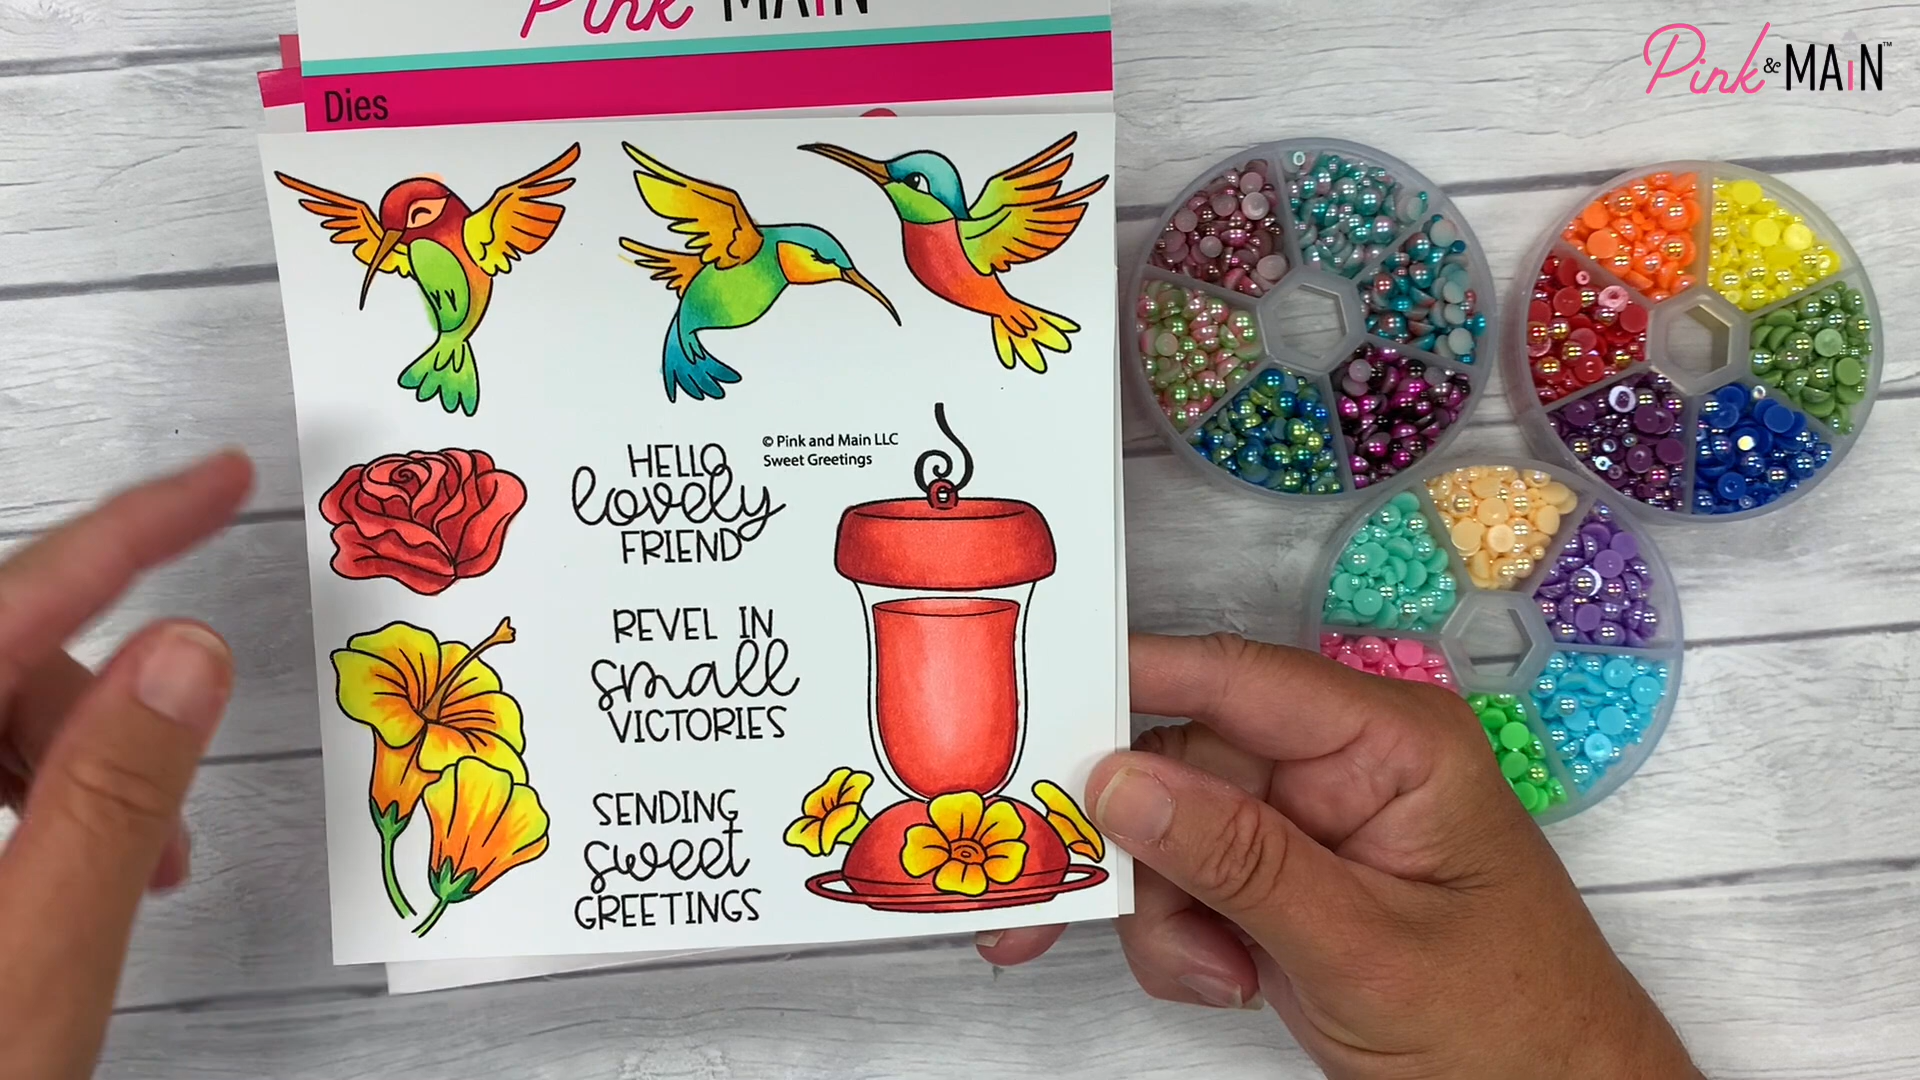 Pink MAIN
Pink & MAIN™
Dies
HELLO
lovely
FRIEND
© Pink and Main LLC
Sweet Greetings
REVEL IN
small
VICTORIES
SENDING
sweet
GREETINGS